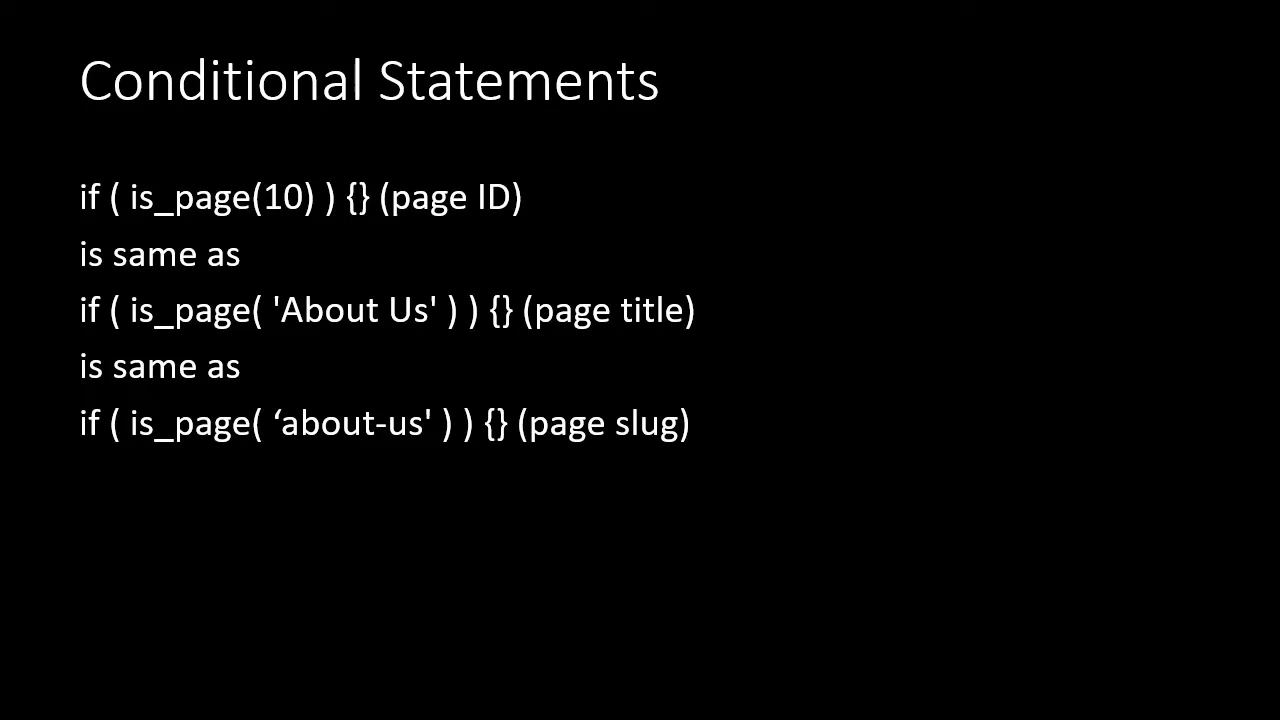 Conditional Statements
if ( is_page(10) ) {} (page ID)
is same as
if ( is_page( 'About Us' ) ) {} (page title)
is same as
if ( is_page( ‘about-us' ) ) {} (page slug)